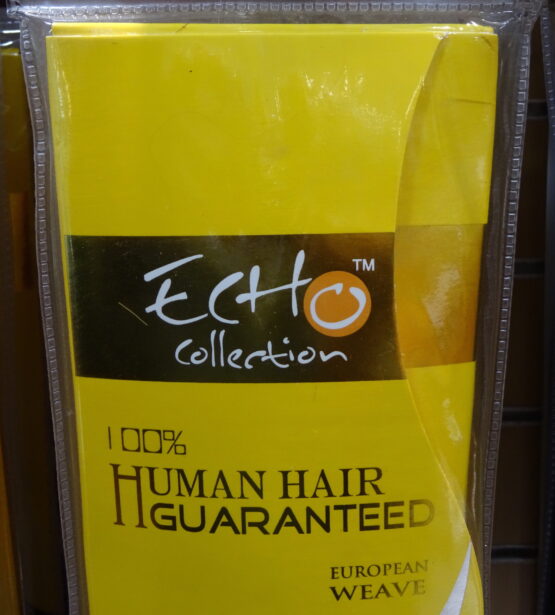 ECHO™
Collection
100%
HUMAN HAIR
GUARANTEED
EUROPEAN
WEAVE